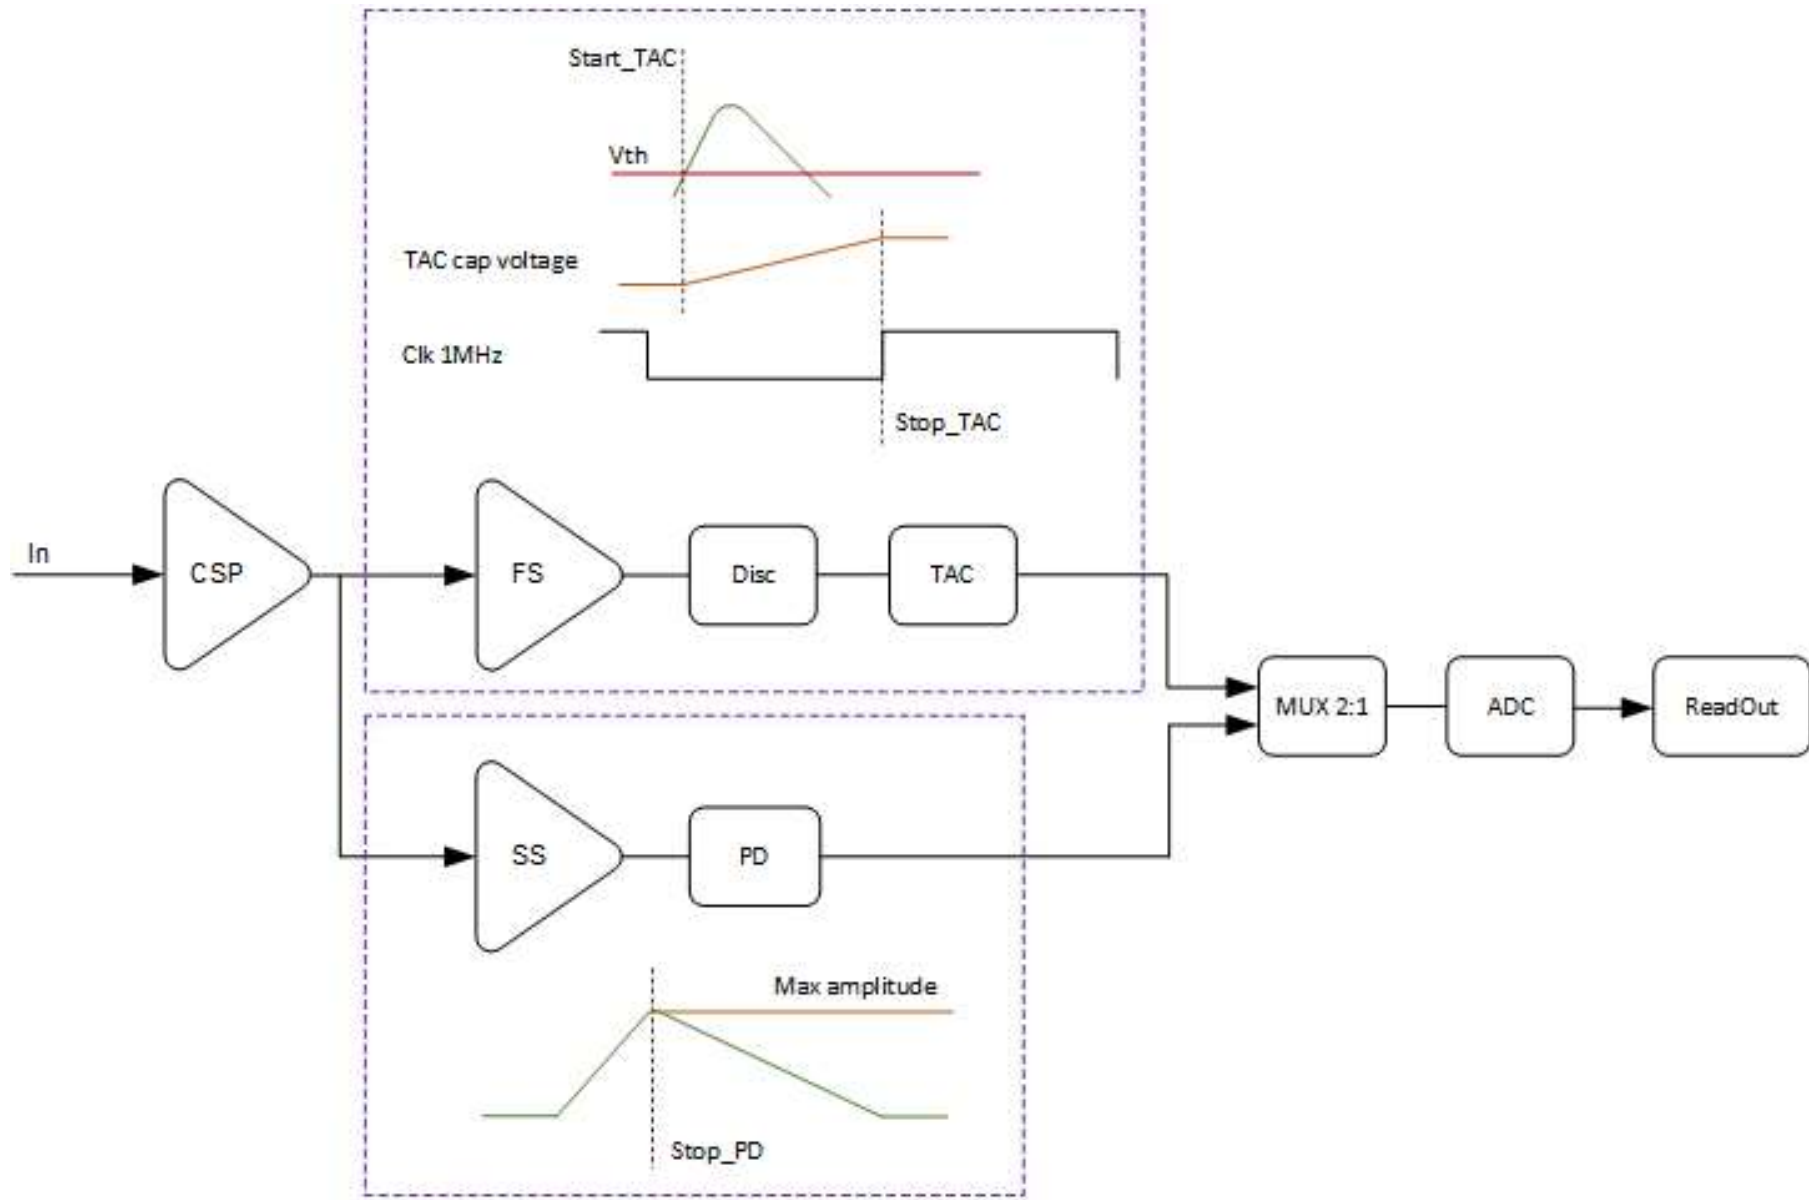 Start_TAC
Vth
TAC cap voltage
Clk 1MHz
Stop_TAC
In
CSP
FS
Disc
TAC
MUX 2:1
ADC
ReadOut
SS
PD
Max amplitude
Stop_PD